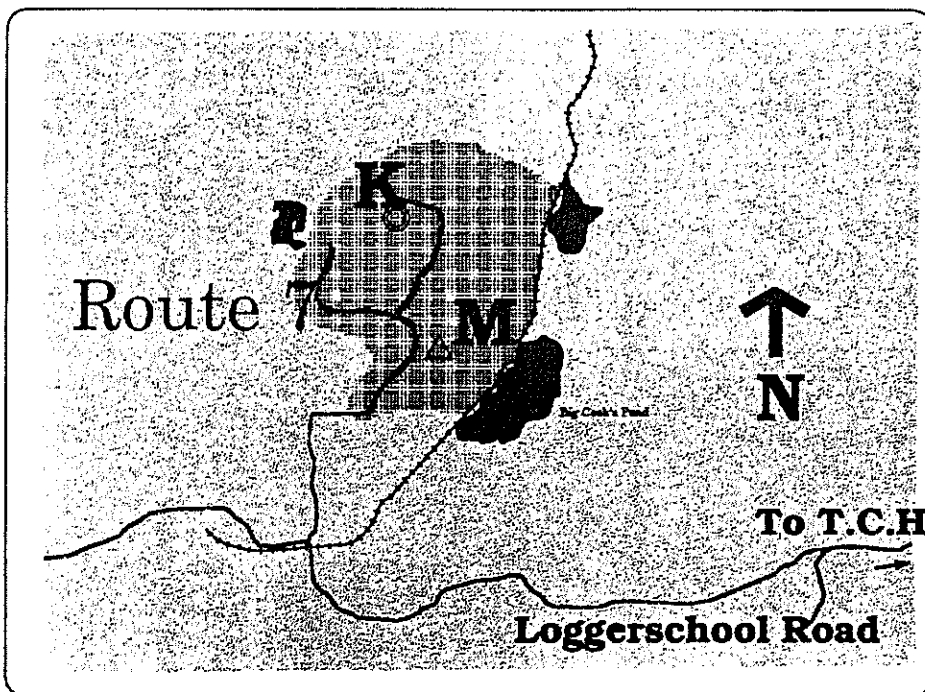 K
P
Route 7
M
N
Big Cook's Pond
To T.C.H
Loggerschool Road